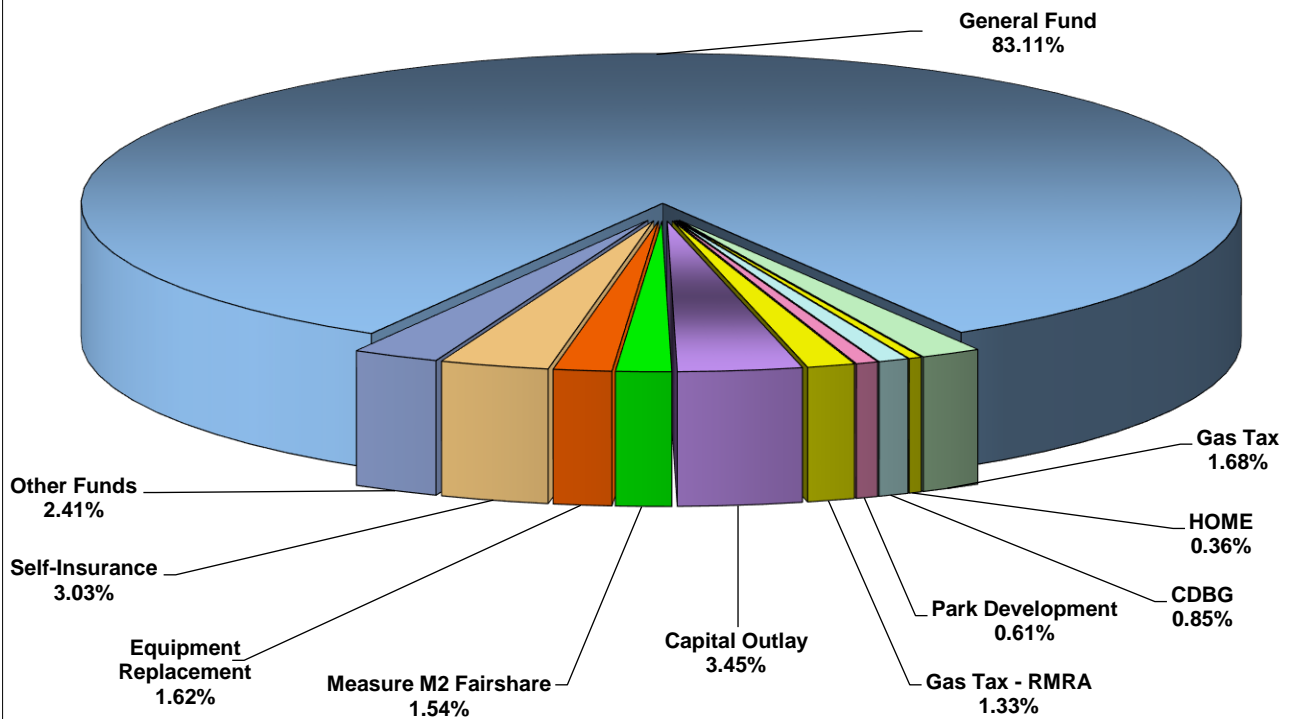 General Fund
83.11%
Gas Tax
1.68%
HOME
0.36%
CDBG
0.85%
Park Development
0.61%
Gas Tax - RMRA
1.33%
Capital Outlay
3.45%
Measure M2 Fairshare
1.54%
Equipment
Replacement
1.62%
Self-Insurance
3.03%
Other Funds
2.41%